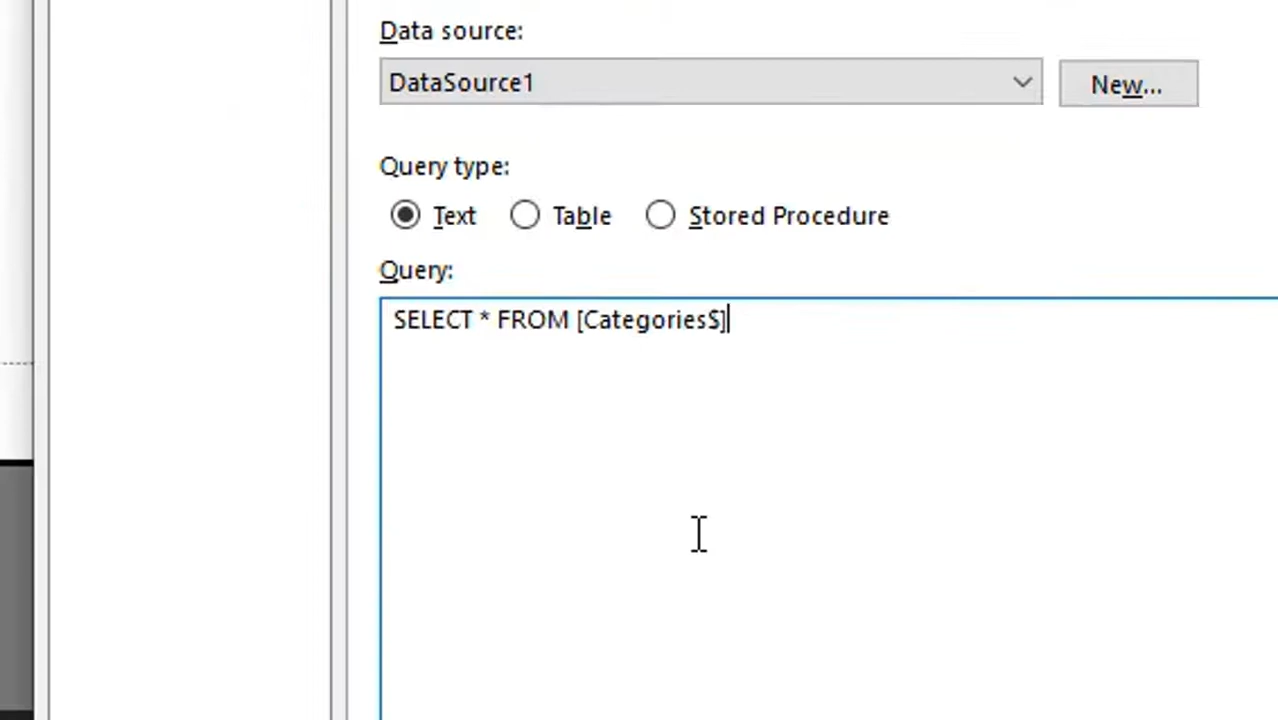 Data source:
DataSource1
New...
Query type:
Text Table Stored Procedure
Query:
SELECT * FROM [Categories$]